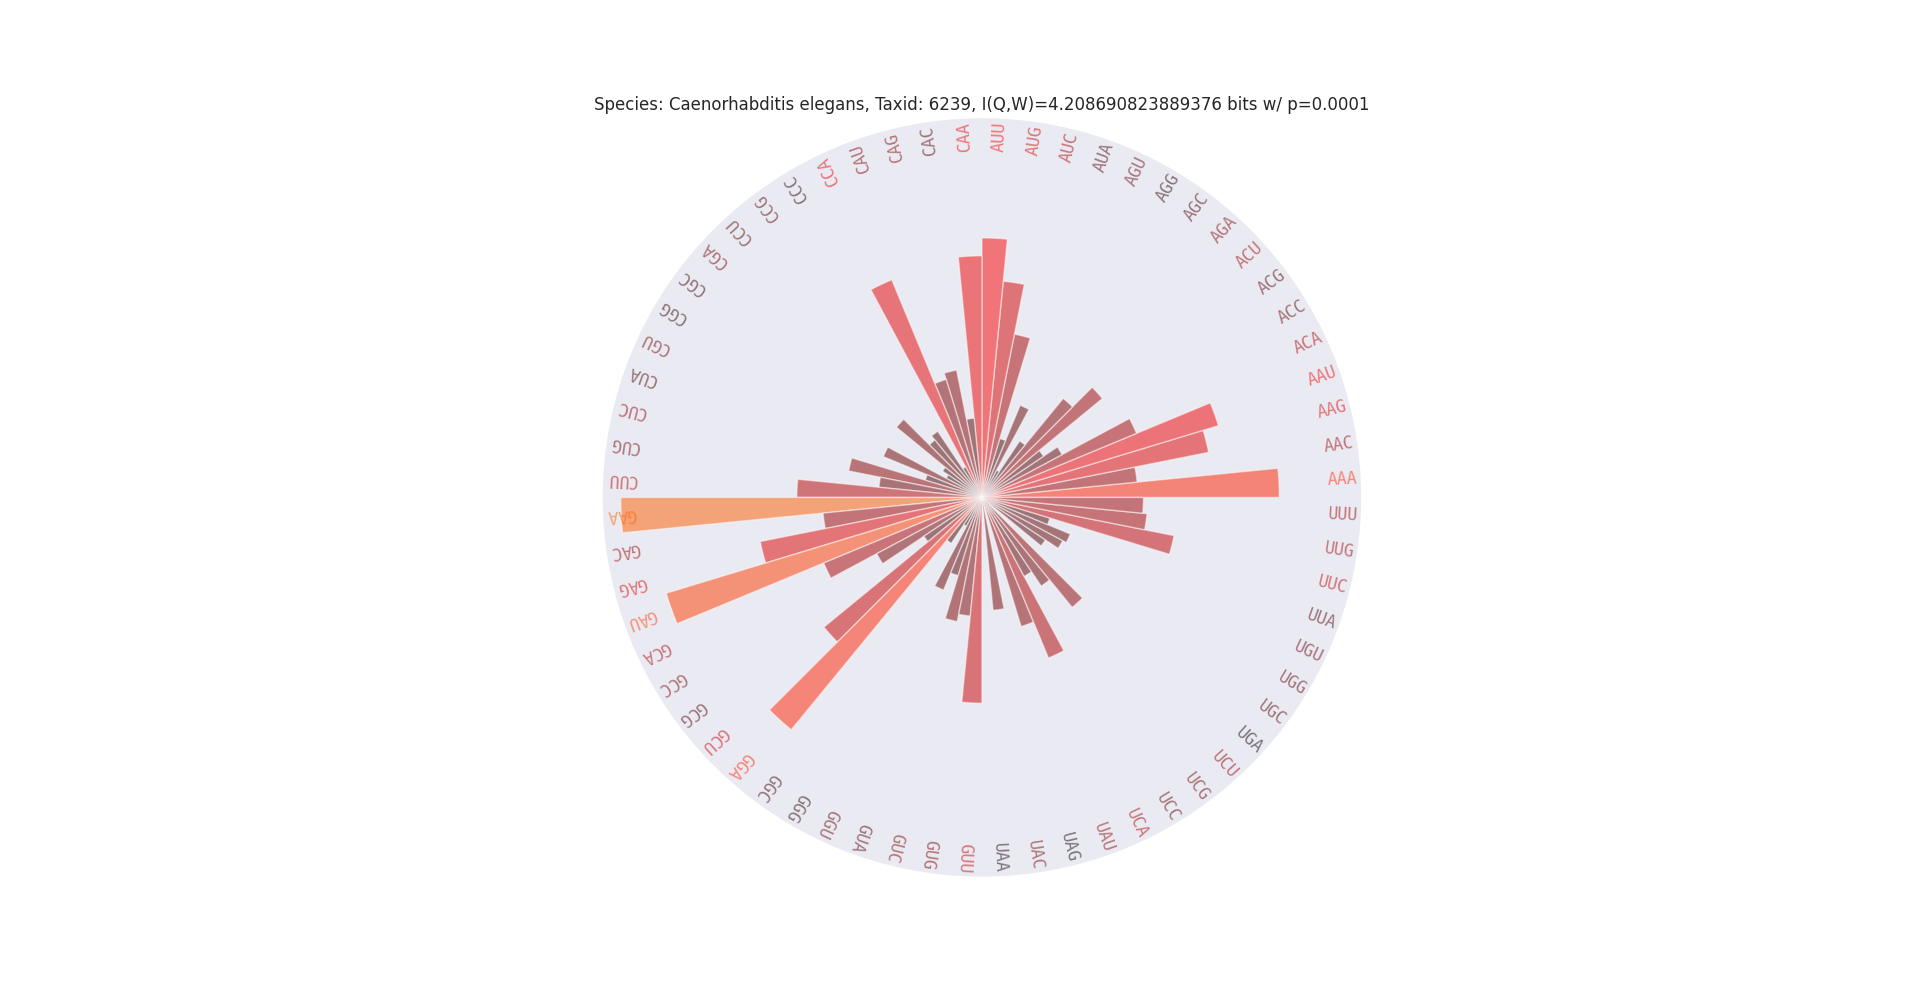 Species: Caenorhabditis elegans, Taxid: 6239, I(Q,W)=4.208690823889376 bits w/ p=0.0001
AAA
AAC
AAG
AAU
ACA
ACC
ACG
ACU
AGA
AGC
AGG
AGU
AUA
AUC
AUG
AUU
CAA
CAC
CAG
CAU
CCA
CCC
CCG
CCU
CGA
CGC
CGG
CGU
CUA
CUC
CUG
CUU
GAA
GAC
GAG
GAU
GCA
GCC
GCG
GCU
GGA
GGC
GGG
GGU
GUA
GUC
GUG
GUU
UAA
UAC
UAG
UAU
UCA
UCC
UCG
UCU
UGA
UGC
UGG
UGU
UUA
UUC
UUG
UUU